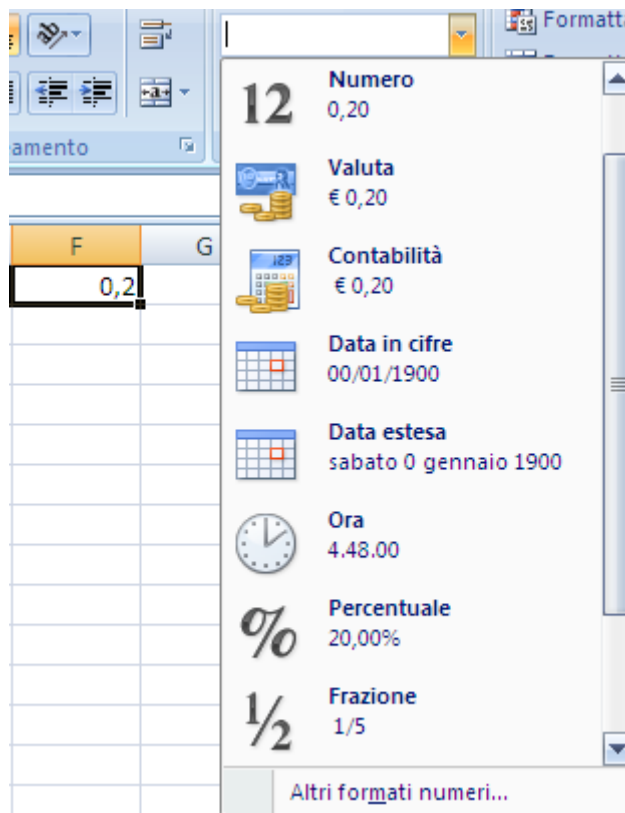 Formatta
amento
12
Numero
0,20
Valuta
€ 0,20
F
G
0,2
Contabilità
€ 0,20
Data in cifre
00/01/1900
Data estesa
sabato 0 gennaio 1900
Ora
4.48.00
%
Percentuale
20,00%
1/2
Frazione
1/5
Altri formati numeri...